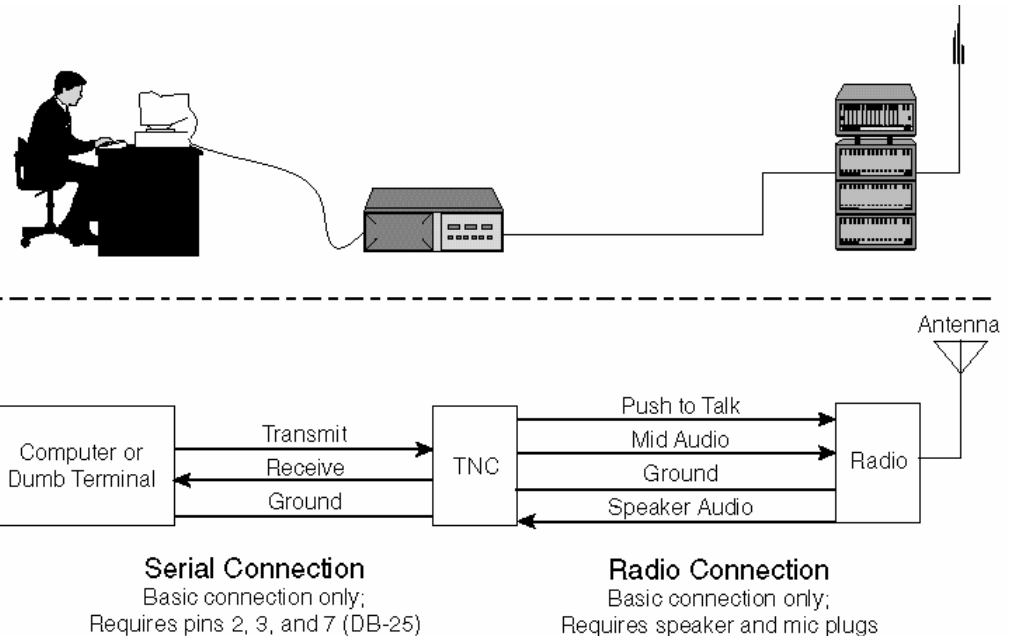 Antenna
Computer or
Dumb Terminal
Transmit
Receive
Ground
TNC
Push to Talk
Mid Audio
Ground
Speaker Audio
Radio
Serial Connection
Basic connection only;
Requires pins 2, 3, and 7 (DB-25)
Radio Connection
Basic connection only;
Requires speaker and mic plugs